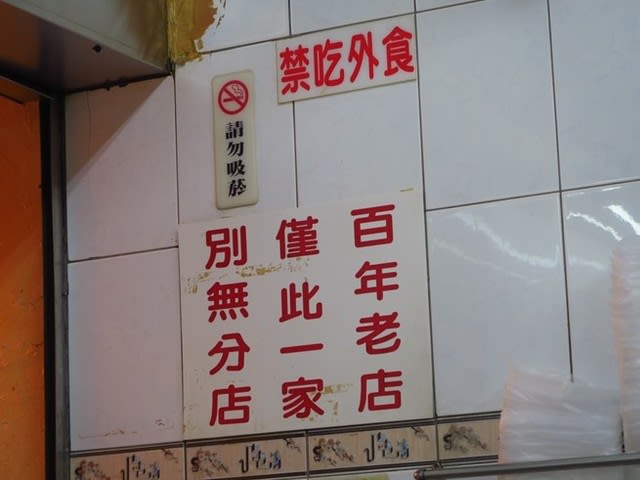 禁吃外食
請勿吸菸
百年老店
僅此一家
別無分店